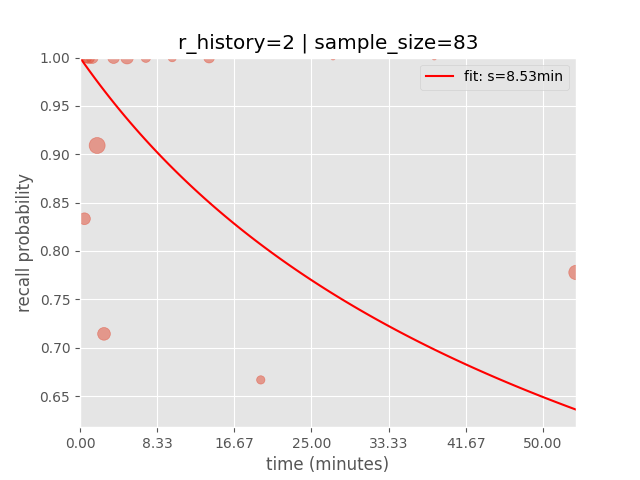 r_history=2 | sample_size=83
fit: s=8.53min
1.00
0.95
0.90
0.85
0.80
0.75
0.70
0.65
recall probability
0.00 8.33 16.67 25.00 33.33 41.67 50.00
time (minutes)